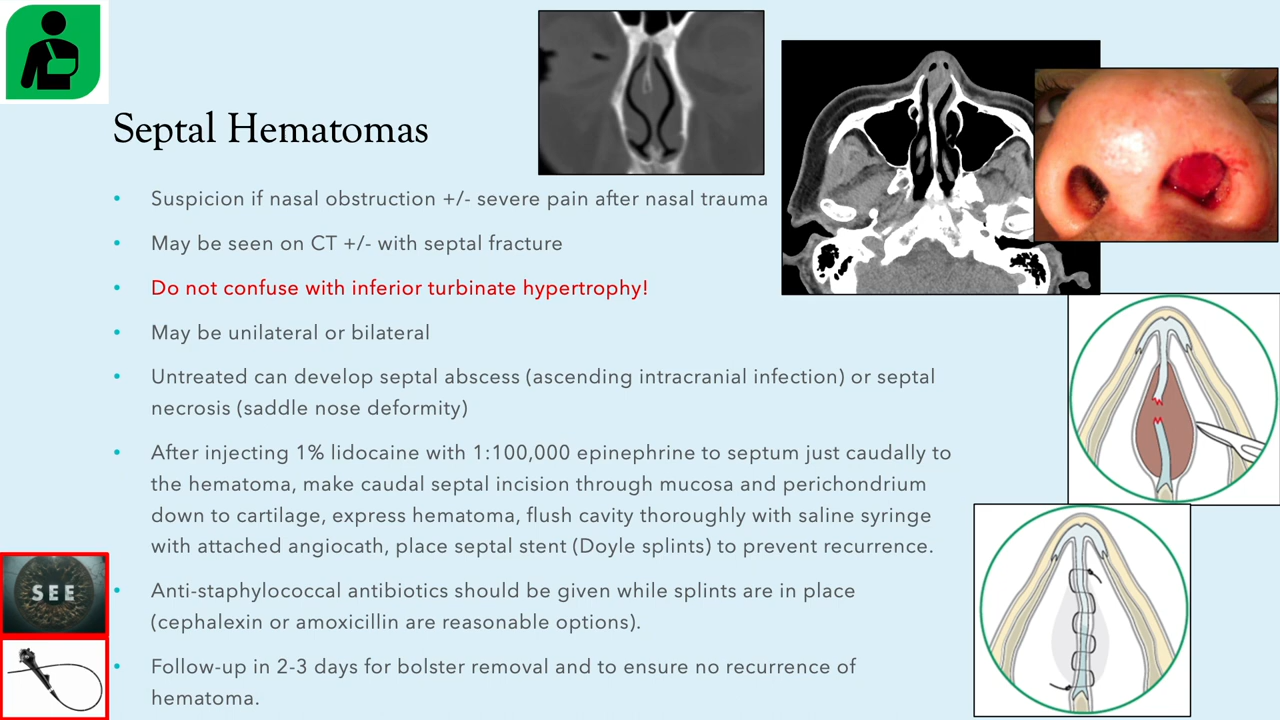 Septal Hematomas
• Suspicion if nasal obstruction +/- severe pain after nasal trauma
• May be seen on CT +/- with septal fracture
• Do not confuse with inferior turbinate hypertrophy!
• May be unilateral or bilateral
• Untreated can develop septal abscess (ascending intracranial infection) or septal
necrosis (saddle nose deformity)
• After injecting 1% lidocaine with 1:100,000 epinephrine to septum just caudally to
the hematoma, make caudal septal incision through mucosa and perichondrium
down to cartilage, express hematoma, flush cavity thoroughly with saline syringe
with attached angiocath, place septal stent (Doyle splints) to prevent recurrence.
• Anti-staphylococcal antibiotics should be given while splints are in place
(cephalexin or amoxicillin are reasonable options).
• Follow-up in 2-3 days for bolster removal and to ensure no recurrence of
hematoma.
SEE